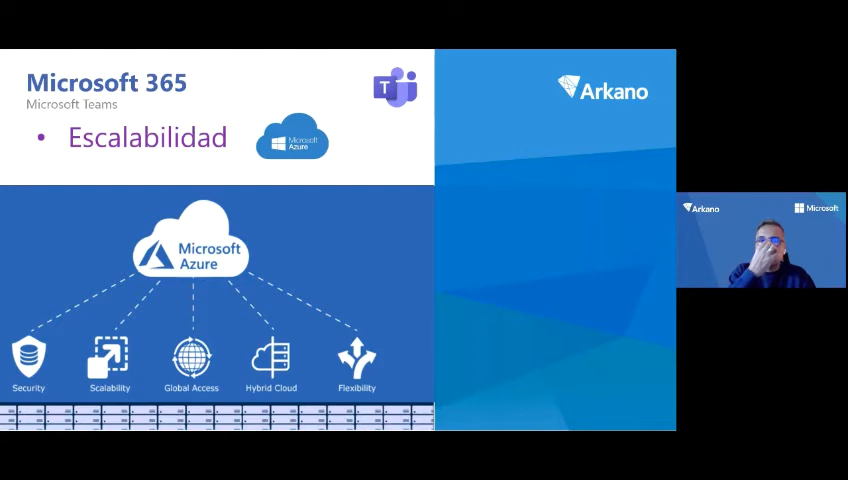 Microsoft 365
Microsoft Teams
T
• Escalabilidad
Microsoft
Azure
Arkano
Microsoft
Azure
Security
Scalability
Global Access
Hybrid Cloud
Flexibility
Arkano
Microsoft